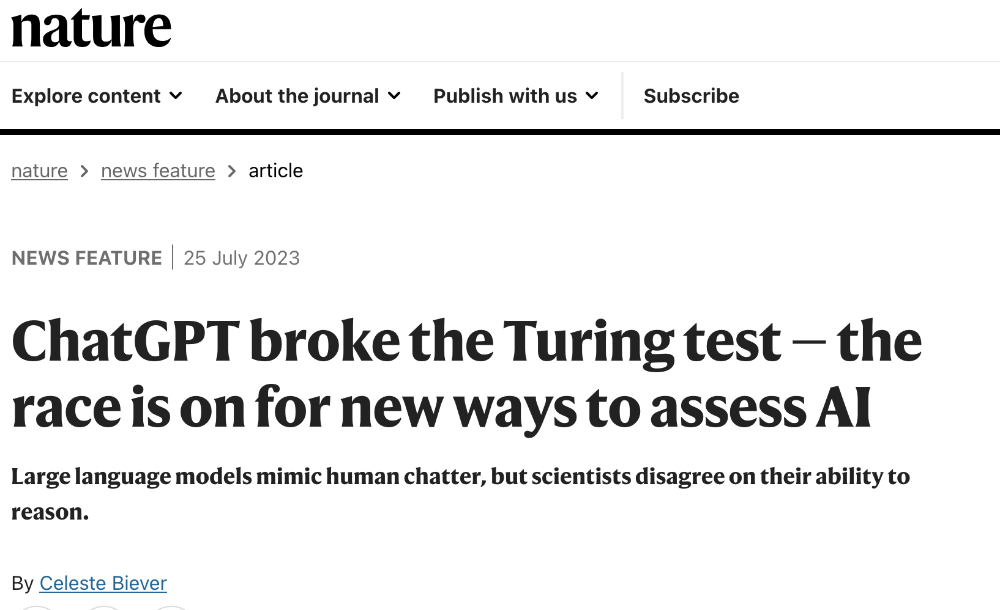 nature
Explore content
About the journal
Publish with us
Subscribe
nature > news feature > article
NEWS FEATURE | 25 July 2023
ChatGPT broke the Turing test — the
race is on for new ways to assess AI
Large language models mimic human chatter, but scientists disagree on their ability to
reason.
By Celeste Biever